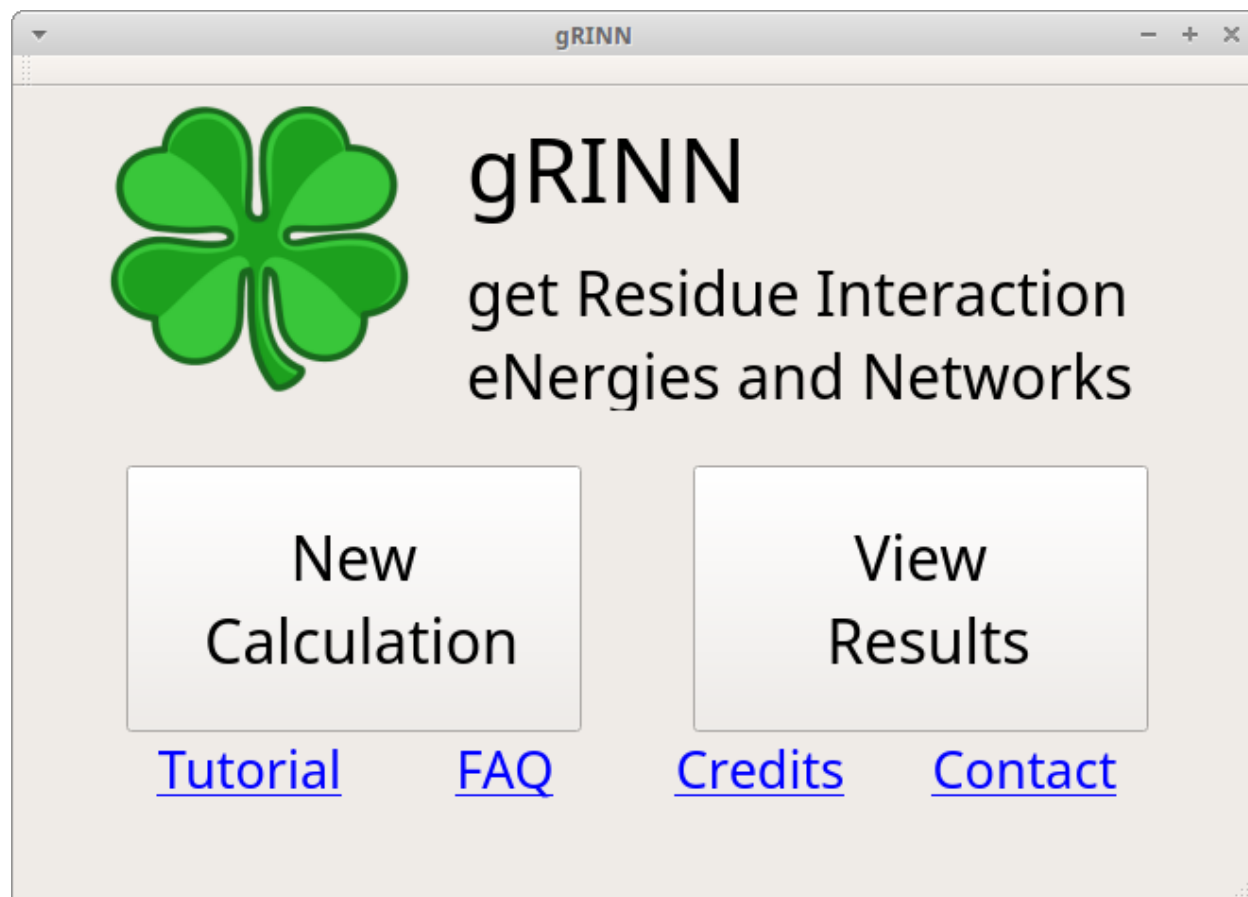 gRINN
gRINN
get Residue Interaction
eNergies and Networks
New
Calculation
View
Results
Tutorial
FAQ
Credits
Contact